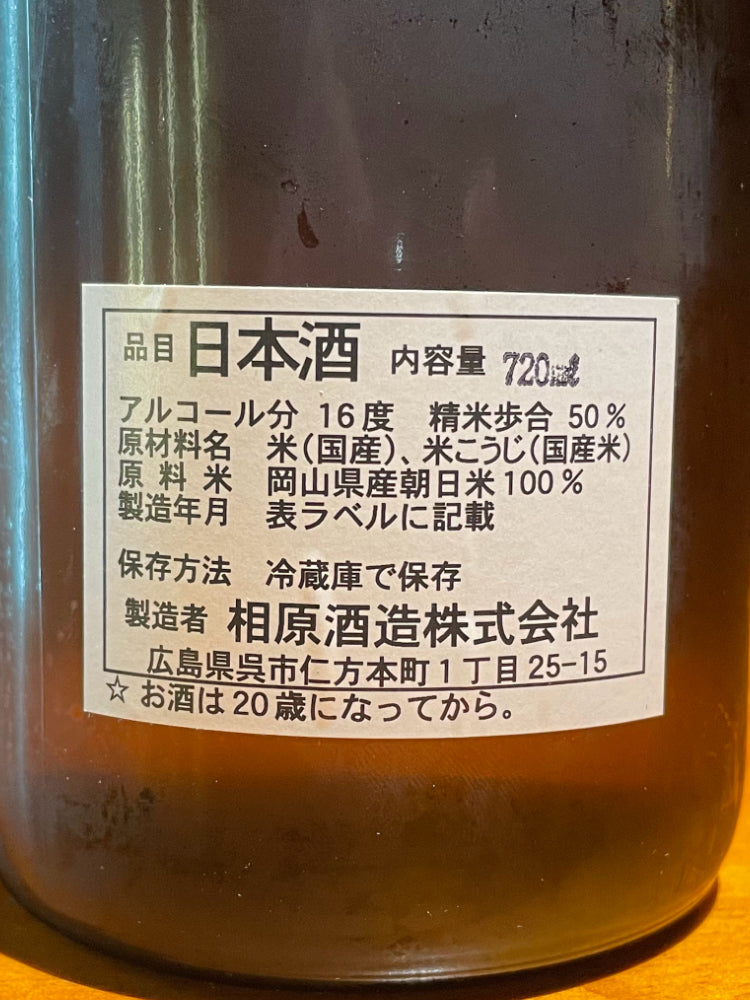 品目 日本酒 内容量 720ml
アルコール分 16度 精米歩合 50%
原材料名 米(国産)、米こうじ(国産米)
原料米 岡山県産朝日米100%
製造年月 表ラベルに記載
保存方法 冷蔵庫で保存
製造者 相原酒造株式会社
広島県呉市仁方本町1丁目25-15
☆ お酒は20歳になってから。